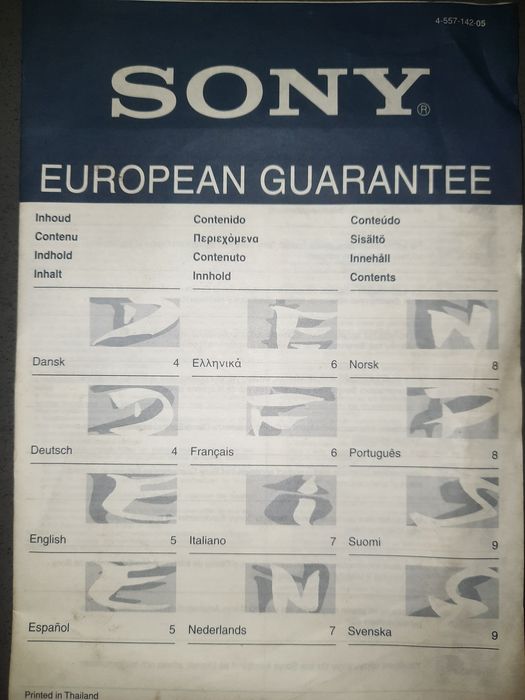 4-557-142-05
SONY®
EUROPEAN GUARANTEE
Inhoud
Contenu
Indhold
Inhalt
Contenido
Περιεχόμενα
Contenuto
Innhold
Conteúdo
Sisältö
Innehåll
Contents
Dansk 4
Ελληνικά 6
Norsk 8
Deutsch 4
Français 6
Português 8
English 5
Italiano 7
Suomi 9
Español 5
Nederlands 7
Svenska 9
Printed in Thailand